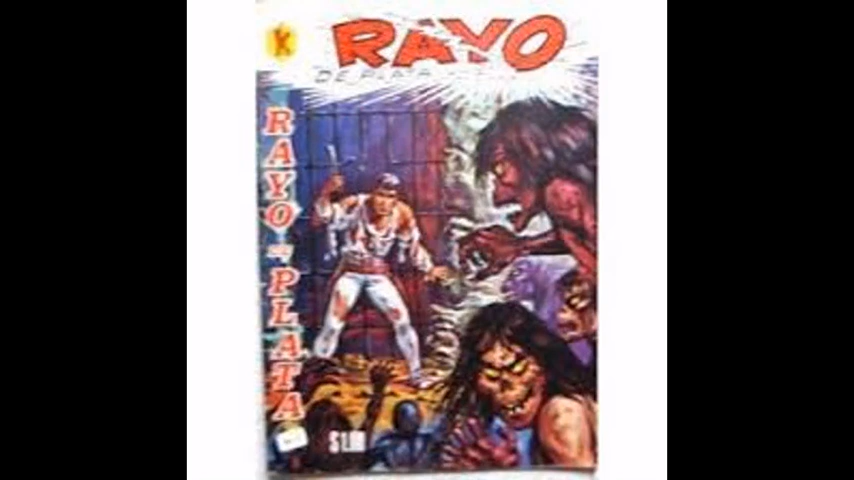 K
RAYO
DE PLATA
RAYO DE PLATA
$1.00